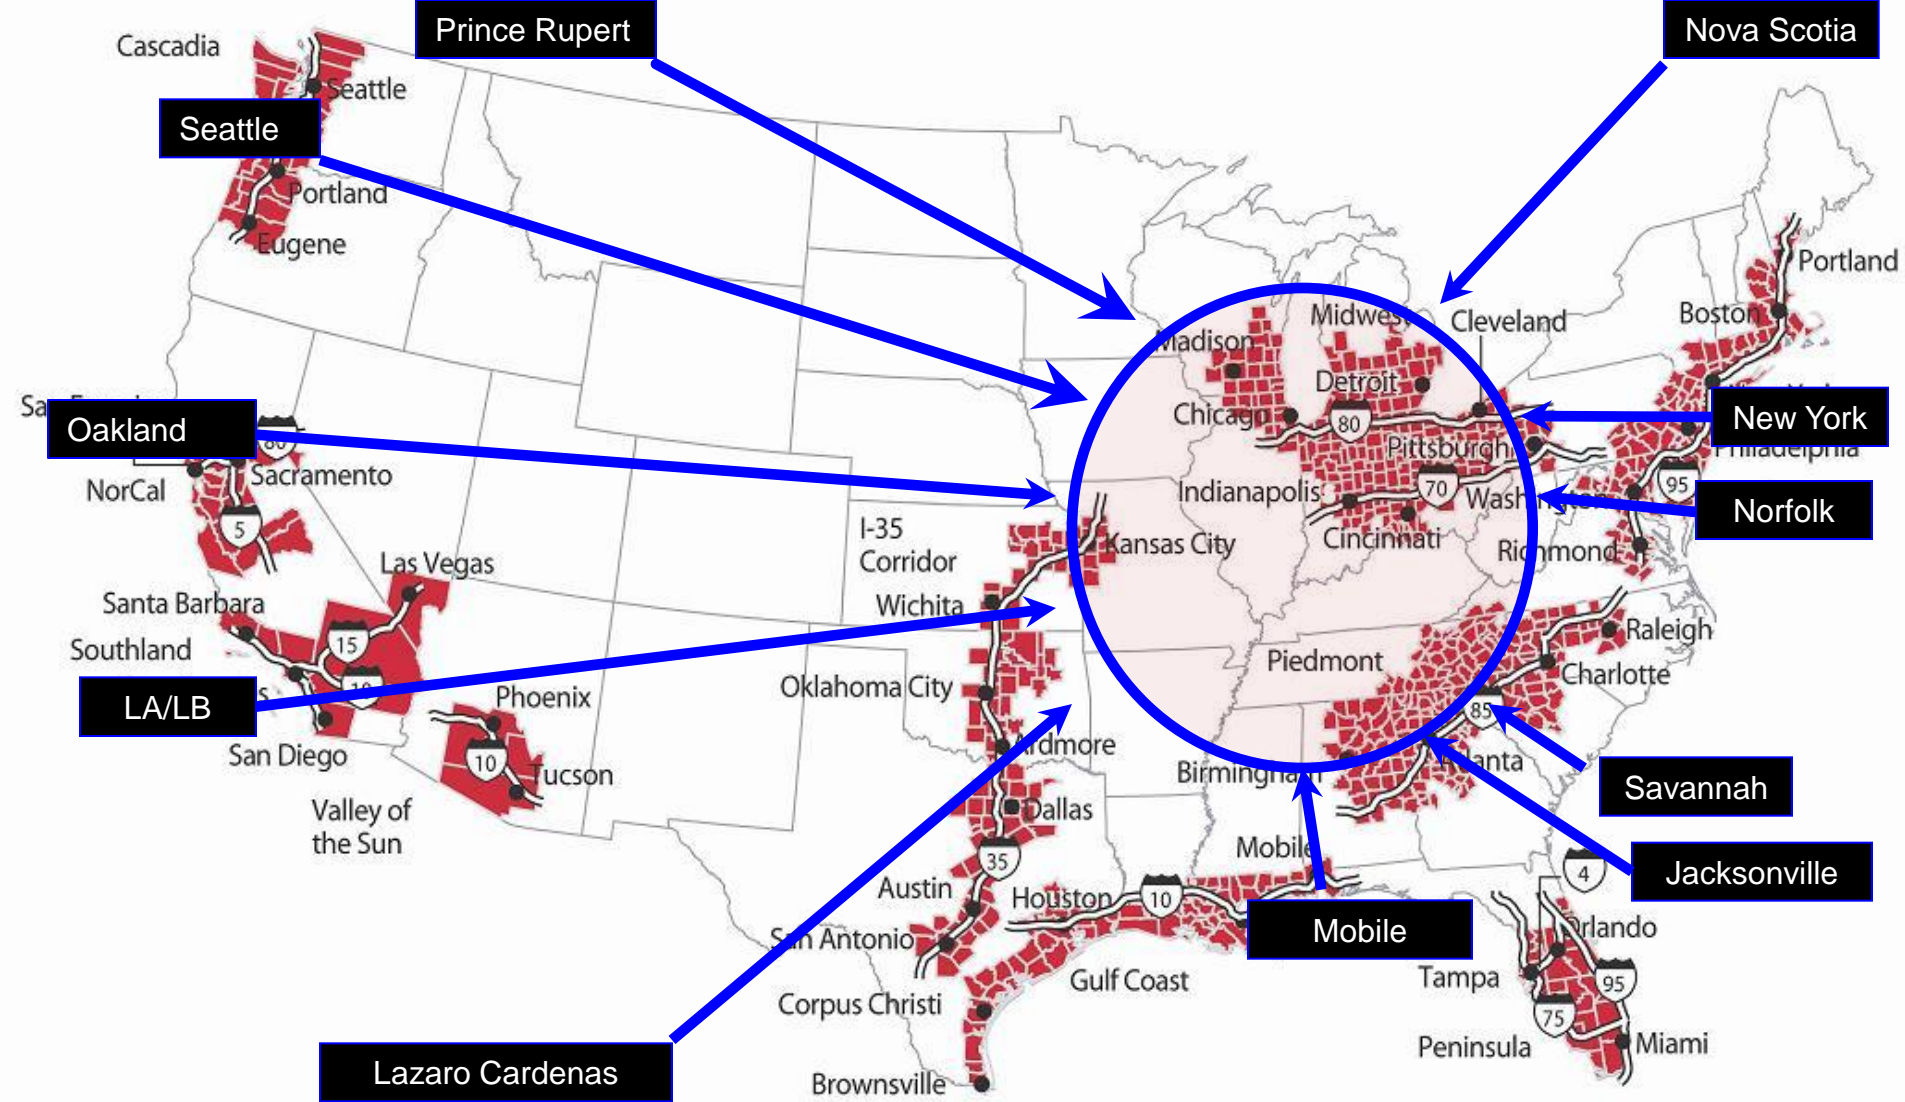 Prince Rupert
Nova Scotia
Cascadia
Seattle
Seattle
Portland
Eugene
Portland
Boston
Midwest
Cleveland
Madison
Detroit
Chicago
80
New York
Oakland
80
Pittsburgh
Philadelphia
Sacramento
NorCal
Indianapolis
70
Washington
95
Norfolk
5
I-35
Corridor
Kansas City
Cincinnati
Richmond
Las Vegas
Wichita
Santa Barbara
Raleigh
15
Southland
Piedmont
Charlotte
10
LA/LB
Phoenix
Oklahoma City
85
San Diego
10
Tucson
Ardmore
Birmingham
Atlanta
Savannah
Valley of
the Sun
Dallas
35
Mobile
Jacksonville
4
Austin
Houston
10
Mobile
San Antonio
Orlando
Gulf Coast
Tampa
95
Corpus Christi
75
Peninsula
Miami
Lazaro Cardenas
Brownsville